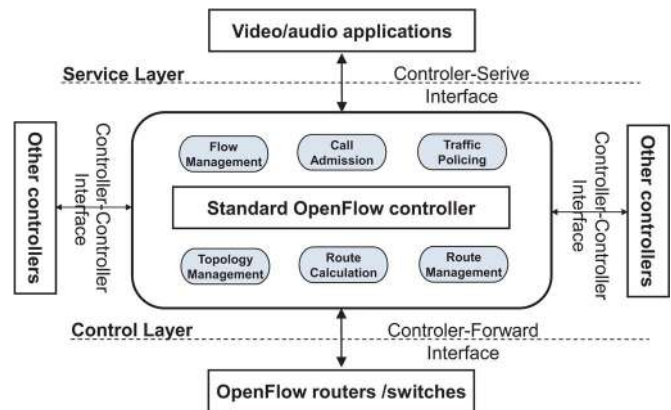 Video/audio applications
Service Layer
Controler-Serive
Interface
Other controllers
Controller-Controller
Interface
Flow
Management
Call
Admission
Traffic
Policing
Standard OpenFlow controller
Topology
Management
Route
Calculation
Route
Management
Controller-Controller
Interface
Other controllers
Control Layer
Controler-Forward
Interface
OpenFlow routers /switches